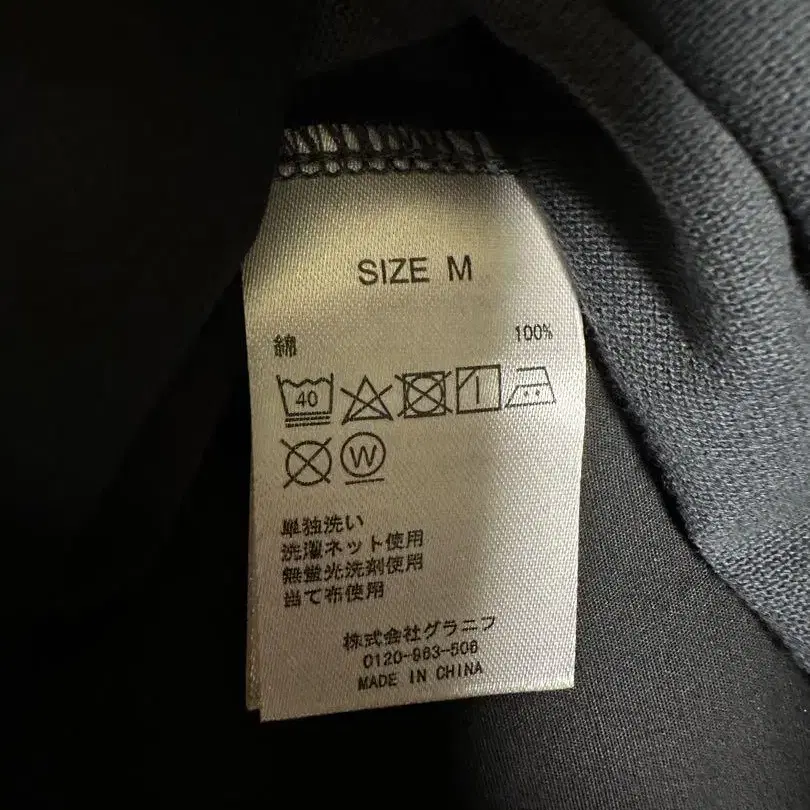 SIZE M
綿 100%
40
W
単独洗い
洗濯ネット使用
無蛍光洗剤使用
当て布使用
株式会社グラニフ
0120-963-506
MADE IN CHINA